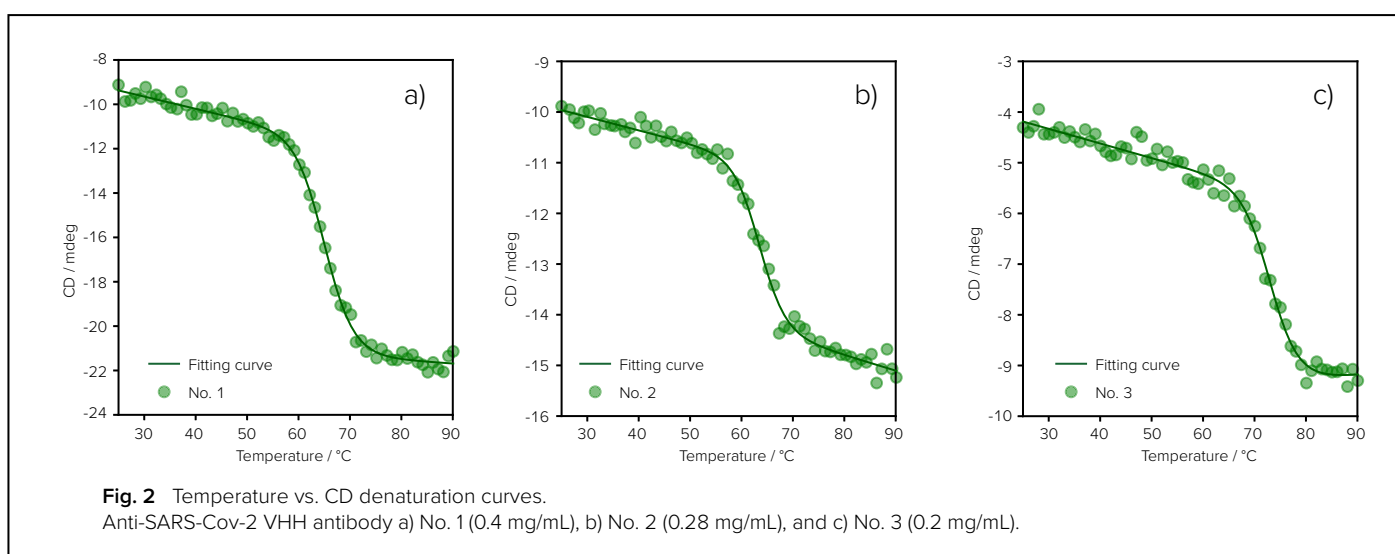 a)
-8
-10
-12
-14
-16
-18
-20
-22
-24
CD / mdeg
Fitting curve
No. 1
30 40 50 60 70 80 90
Temperature / °C
b)
-9
-10
-11
-12
-13
-14
-15
-16
CD / mdeg
Fitting curve
No. 2
30 40 50 60 70 80 90
Temperature / °C
c)
-3
-4
-5
-6
-7
-8
-9
-10
CD / mdeg
Fitting curve
No. 3
30 40 50 60 70 80 90
Temperature / °C
Fig. 2 Temperature vs. CD denaturation curves.
Anti-SARS-Cov-2 VHH antibody a) No. 1 (0.4 mg/mL), b) No. 2 (0.28 mg/mL), and c) No. 3 (0.2 mg/mL).